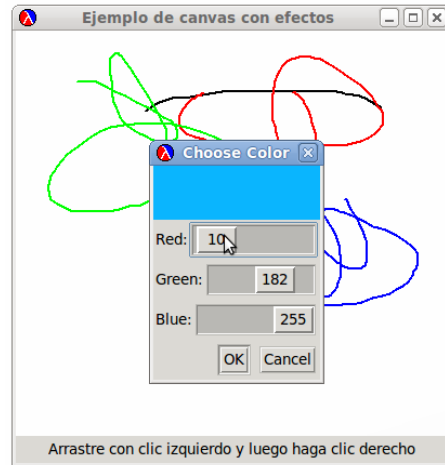 Ejemplo de canvas con efectos
Choose Color
Red: 10
Green: 182
Blue: 255
OK Cancel
Arrastre con clic izquierdo y luego haga clic derecho